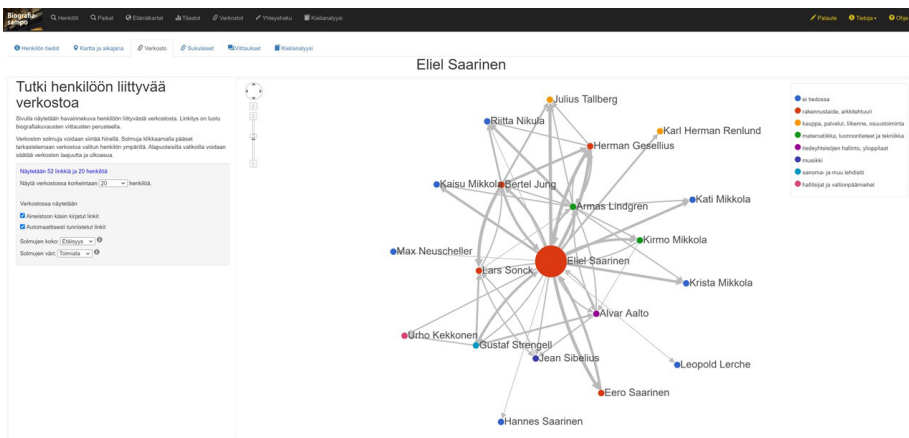 Biografia-
sampo
Henkilöt
Paikat
Elämäkartat
Tilastot
Verkostot
Yhteyshaku
Kielianalyysi
Palaute
Tietoja
Ohje
Henkilön tiedot
Kartta ja aikajana
Verkosto
Sukulaiset
Viittaukset
Kielianalyysi
Eliel Saarinen
Tutki henkilöön liittyvää
verkostoa
Sivulla näytetään havainnekuva henkilön liittyvästä verkostosta. Linkitys on luotu
biografiakuvausten viittausten perusteella.
Verkoston solmuja voidaan siirtää hiirellä. Solmuja klikkaamalla pääset
tarkastelemaan verkostoa valitun henkilön ympärillä. Alapuolelisilla valikoilla voidaan
säätää verkoston laajuutta ja ulkoasua.
Näytetään 52 linkkiä ja 20 henkilöä
Näytä verkostossa korkeintaan 20 henkilöä.
Verkostossa näytetään
Aineistoon käsin kirjatut linkit
Automaattisesti tunnistetut linkit
Solmujen koko: Etäisyys
Solmujen väri: Toimiala
Julius Tallberg
Riitta Nikula
Karl Herman Renlund
Herman Gesellius
Kaisu Mikkola
Bertel Jung
Kati Mikkola
Armas Lindgren
Kirmo Mikkola
Max Neuscheller
Eliel Saarinen
Lars Sonck
Krista Mikkola
Alvar Aalto
Urho Kekkonen
Gustaf Strengell
Jean Sibelius
Leopold Lerche
Eero Saarinen
Hannes Saarinen
ei tiedossa
rakennustaide, arkkitehtuuri
kauppa, palvelut, liikenne, osuustoiminta
matematiikka, luonnontieteet ja tekniikka
tiedeyhteisöjen hallinto, ylioppilaat
musiikki
sanoma- ja muu lehdistö
hallitsijat ja valtionpäämiehet